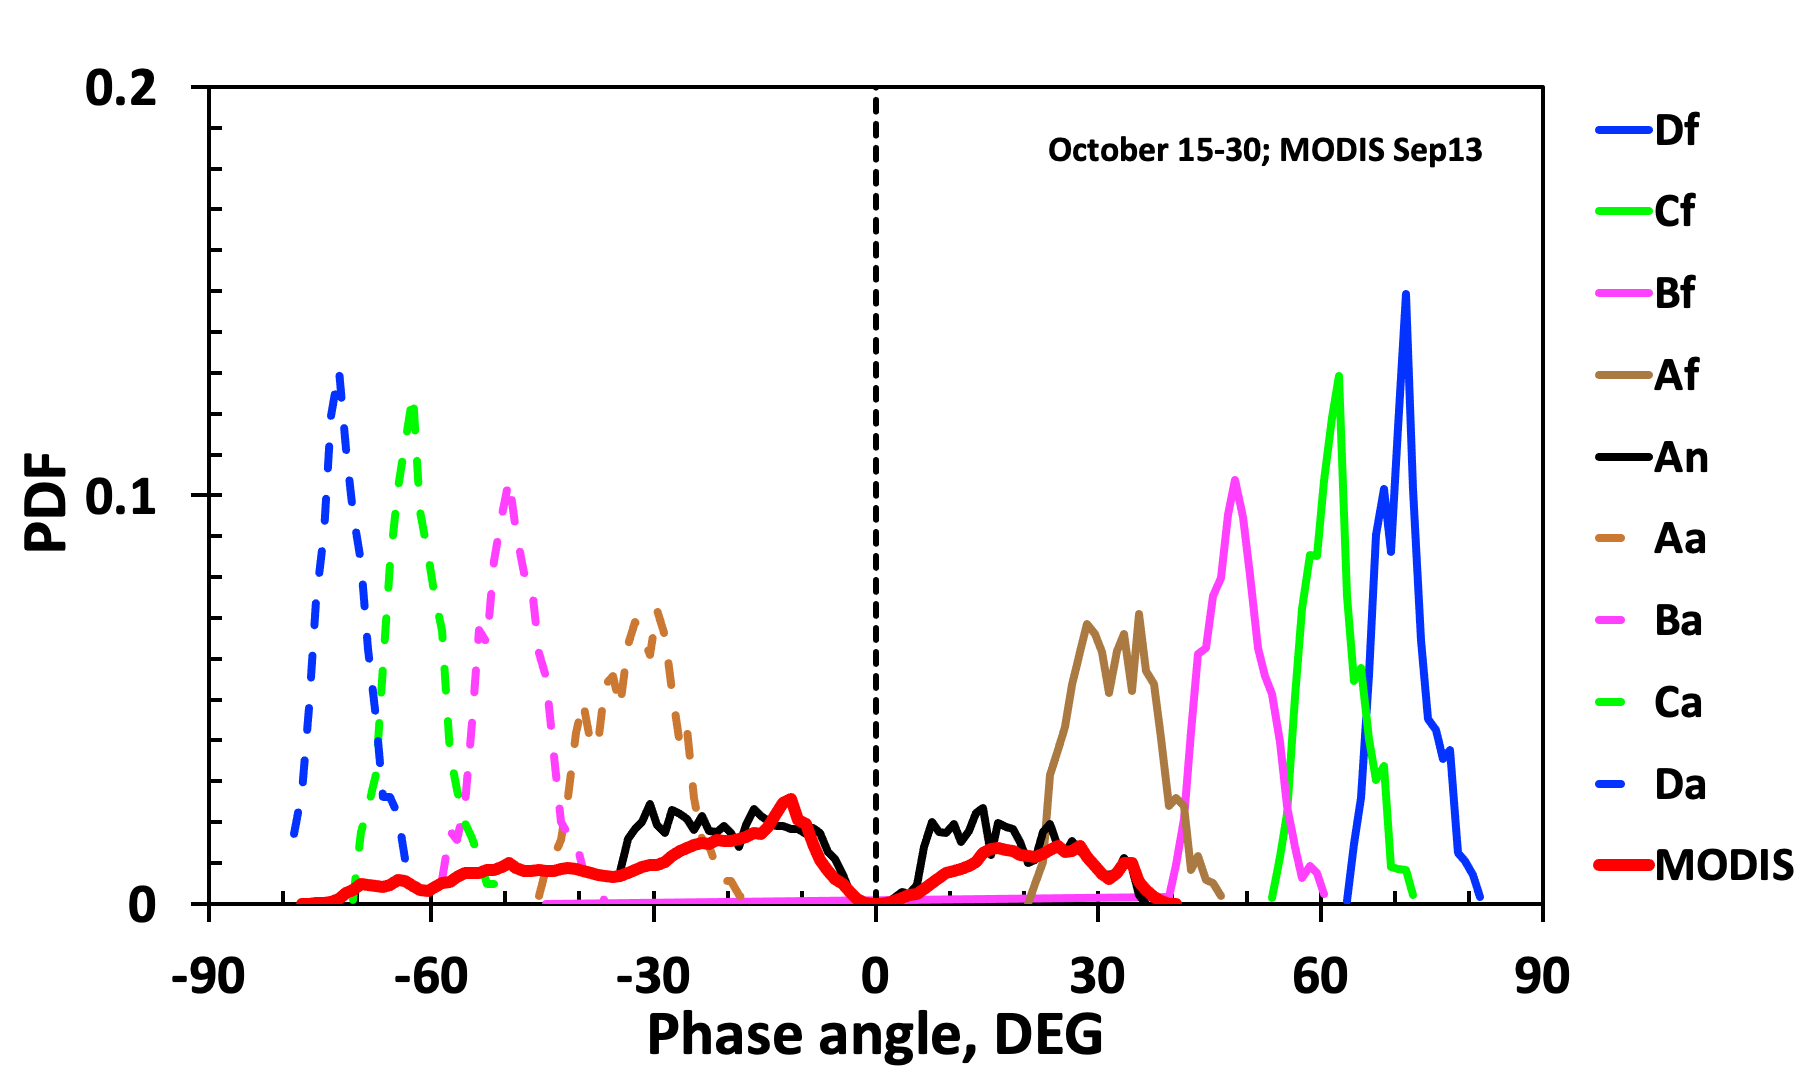 0.2
0.1
0
PDF
October 15-30; MODIS Sep13
-90
-60
-30
0
30
60
90
Phase angle, DEG
Df
Cf
Bf
Af
An
Aa
Ba
Ca
Da
MODIS